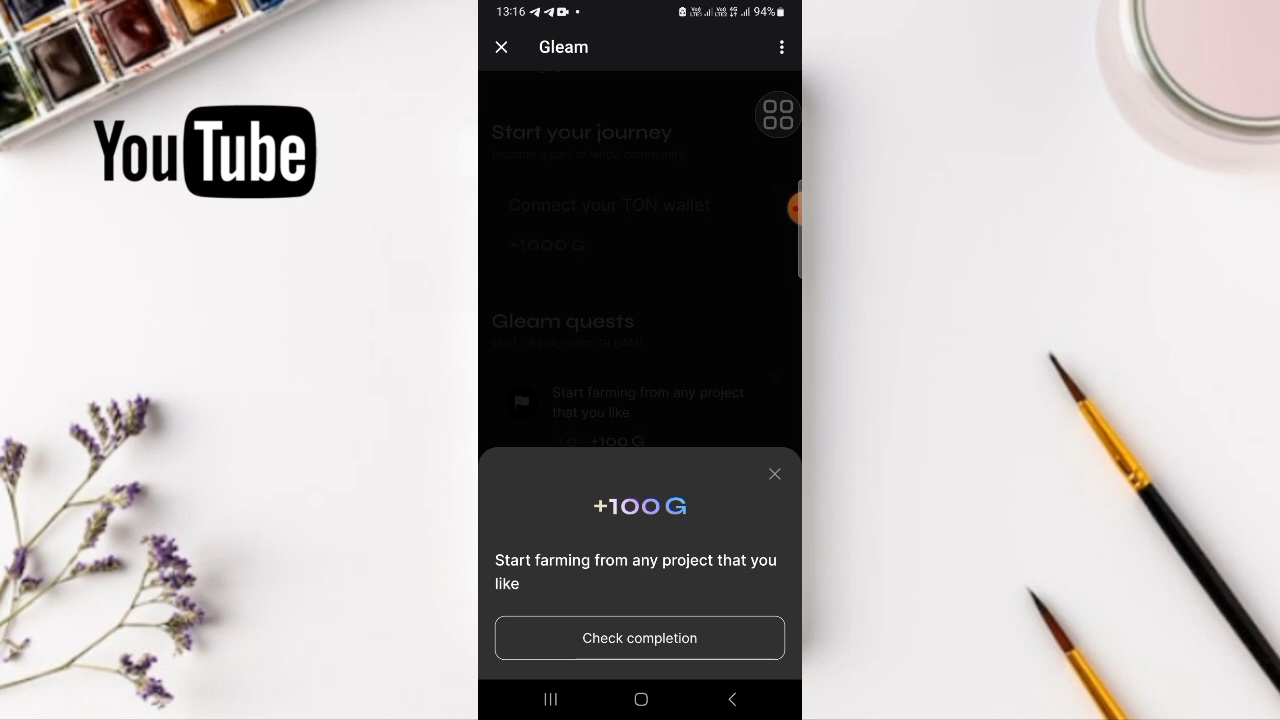 YouTube
13:16
94%
Gleam
Start your journey
become a part of web3 community!
Connect your TON wallet
+1000 G
Gleam quests
start, check, claim, GLEAM!
Start farming from any project
that you like
+100 G
+100 G
Start farming from any project that you
like
Check completion